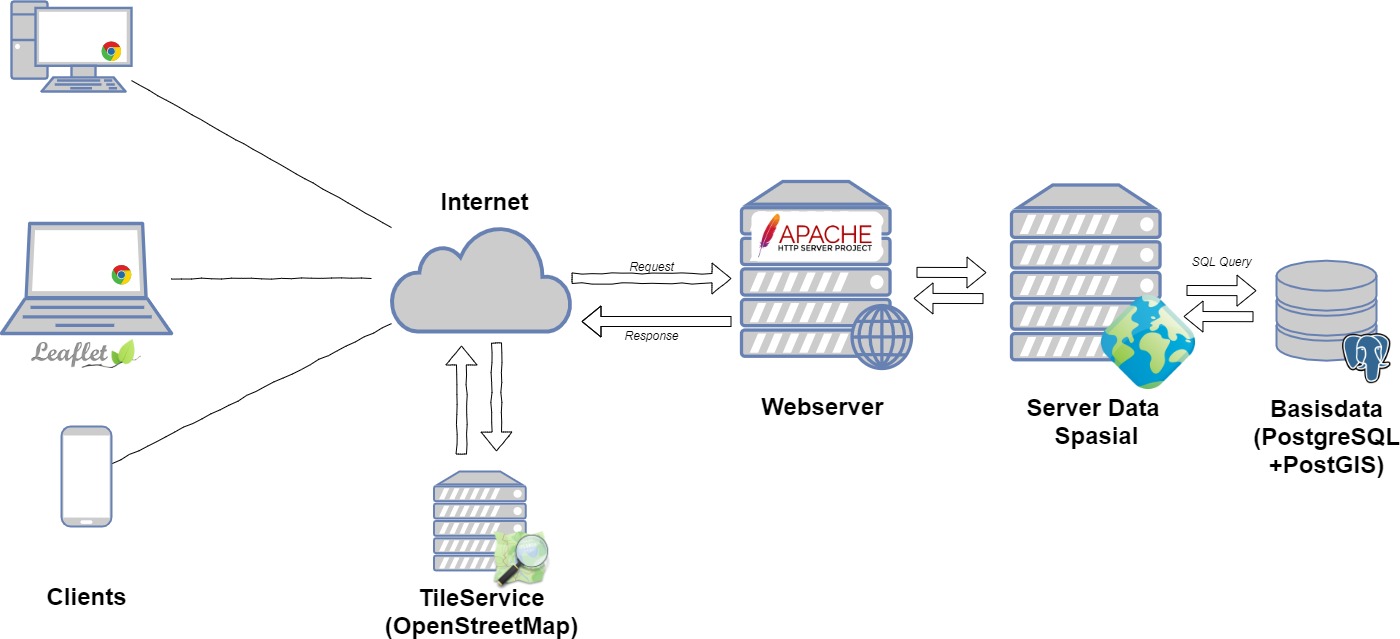 Internet
APACHE
HTTP SERVER PROJECT
Request
Response
SQL Query
Leaflet
Webserver
Server Data
Spasial
Basisdata
(PostgreSQL
+PostGIS)
Clients
TileService
(OpenStreetMap)